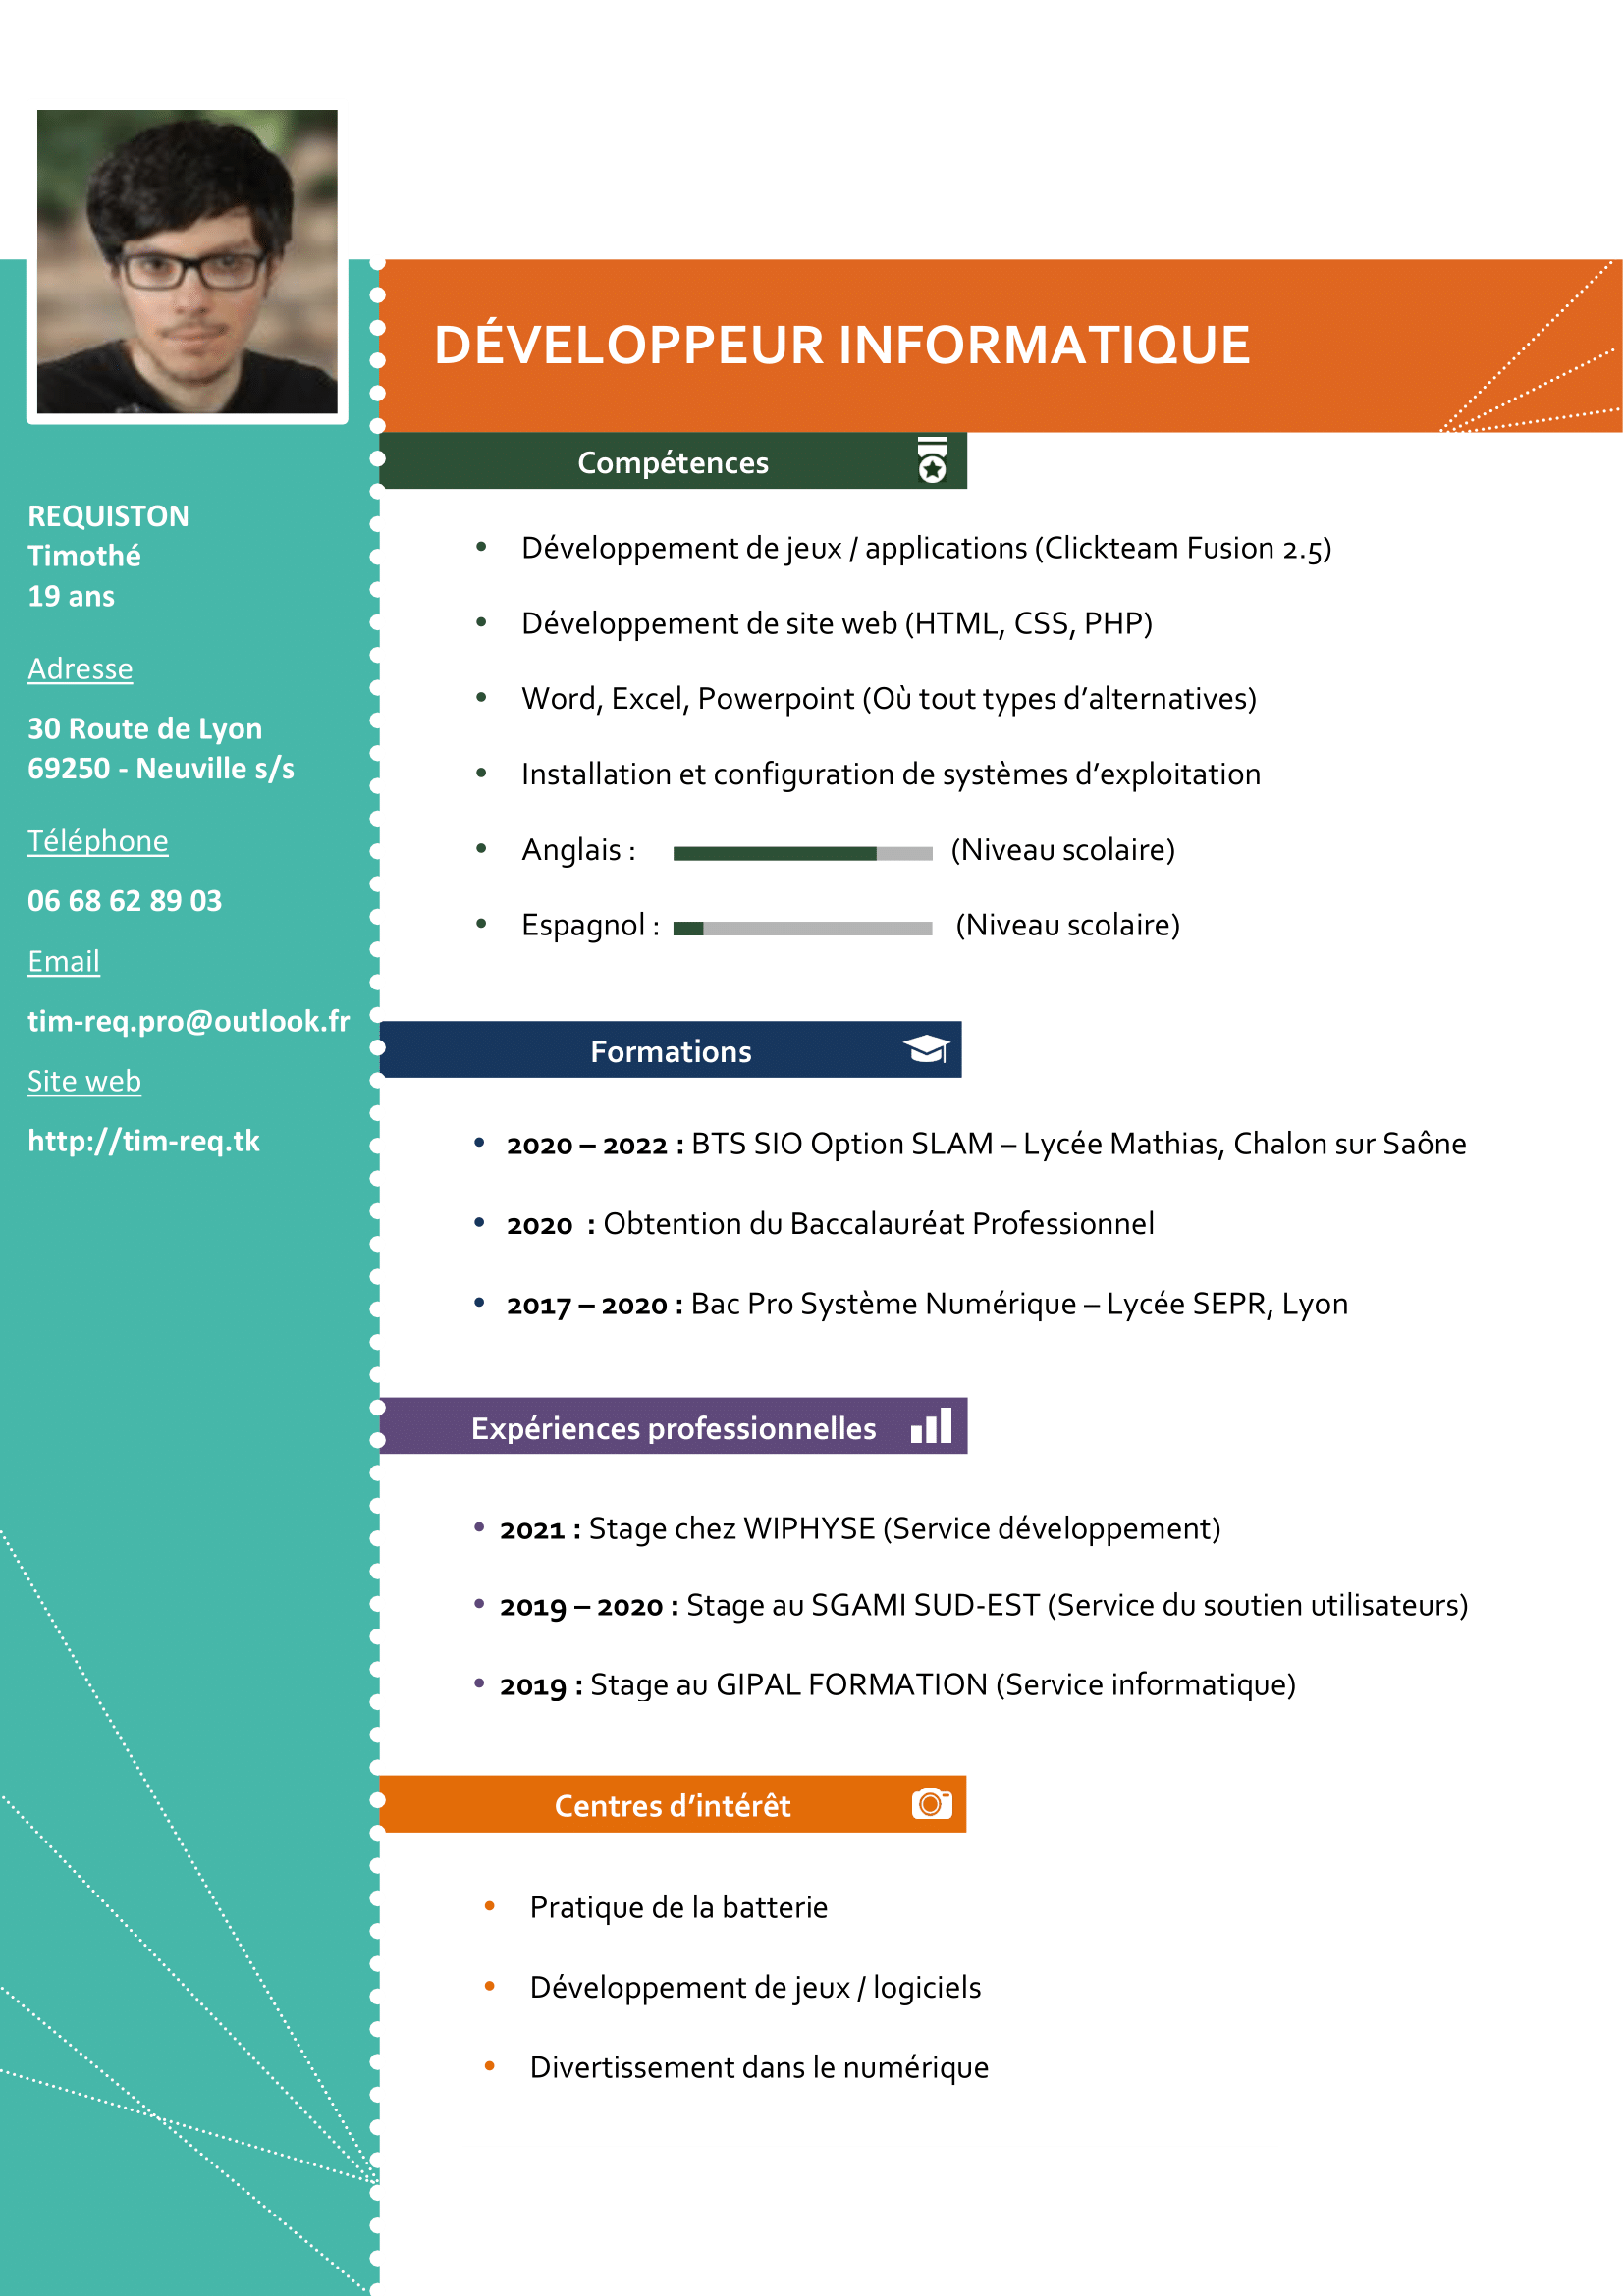 DÉVELOPPEUR INFORMATIQUE
REQUISTON
Timothé
19 ans
Adresse
30 Route de Lyon
69250 - Neuville s/s
Téléphone
06 68 62 89 03
Email
tim-req.pro@outlook.fr
Site web
http://tim-req.tk
Compétences
• Développement de jeux / applications (Clickteam Fusion 2.5)
• Développement de site web (HTML, CSS, PHP)
• Word, Excel, Powerpoint (Où tout types d’alternatives)
• Installation et configuration de systèmes d’exploitation
• Anglais : (Niveau scolaire)
• Espagnol : (Niveau scolaire)
Formations
• 2020 – 2022 : BTS SIO Option SLAM – Lycée Mathias, Chalon sur Saône
• 2020 : Obtention du Baccalauréat Professionnel
• 2017 – 2020 : Bac Pro Système Numérique – Lycée SEPR, Lyon
Expériences professionnelles
• 2021 : Stage chez WIPHYSE (Service développement)
• 2019 – 2020 : Stage au SGAMI SUD-EST (Service du soutien utilisateurs)
• 2019 : Stage au GIPAL FORMATION (Service informatique)
Centres d’intérêt
• Pratique de la batterie
• Développement de jeux / logiciels
• Divertissement dans le numérique